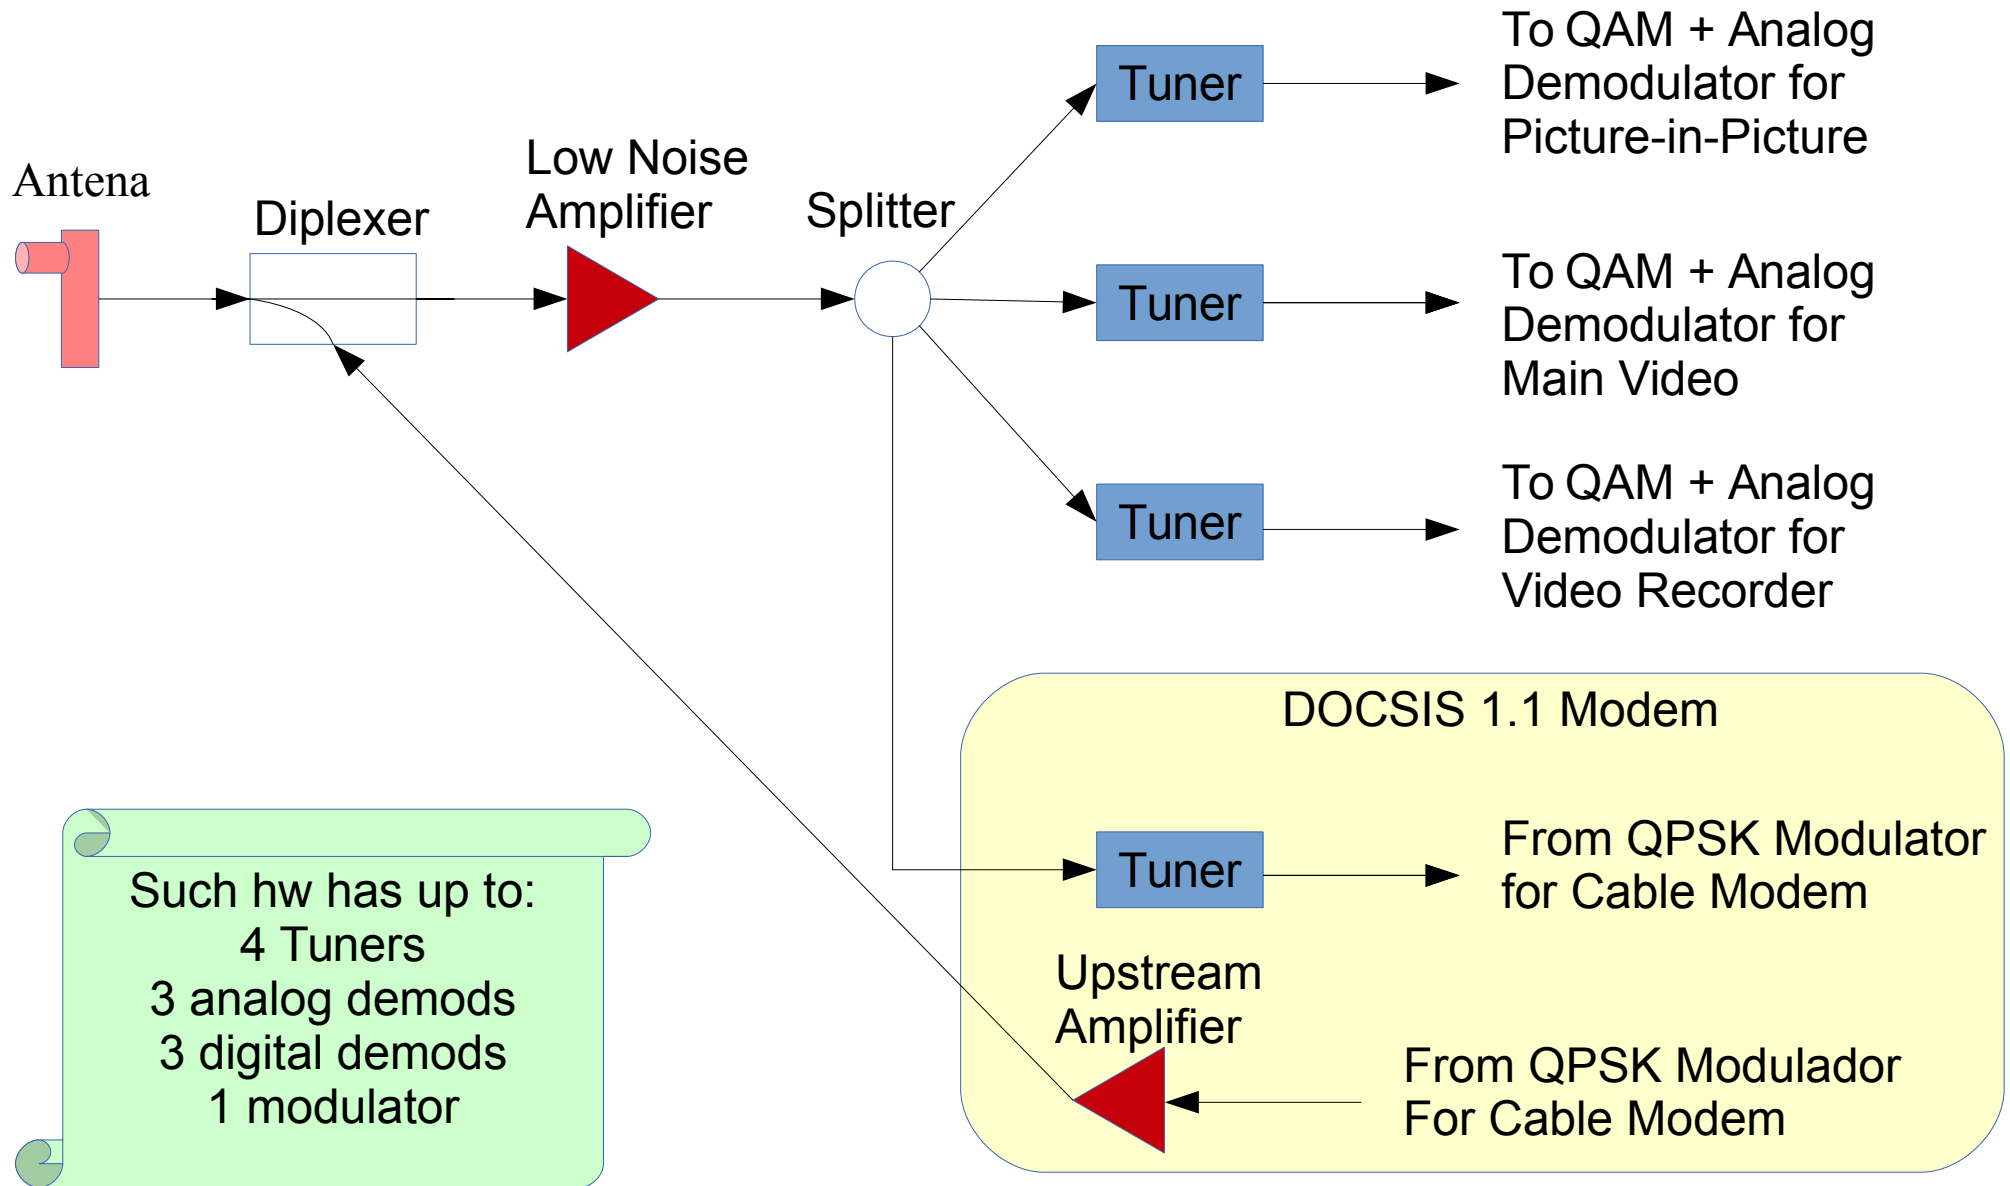 Antena
Diplexer
Low Noise
Amplifier
Splitter
Tuner
To QAM + Analog
Demodulator for
Picture-in-Picture
Tuner
To QAM + Analog
Demodulator for
Main Video
Tuner
To QAM + Analog
Demodulator for
Video Recorder
DOCSIS 1.1 Modem
Tuner
From QPSK Modulator
for Cable Modem
Upstream
Amplifier
From QPSK Modulador
For Cable Modem
Such hw has up to:
4 Tuners
3 analog demods
3 digital demods
1 modulator